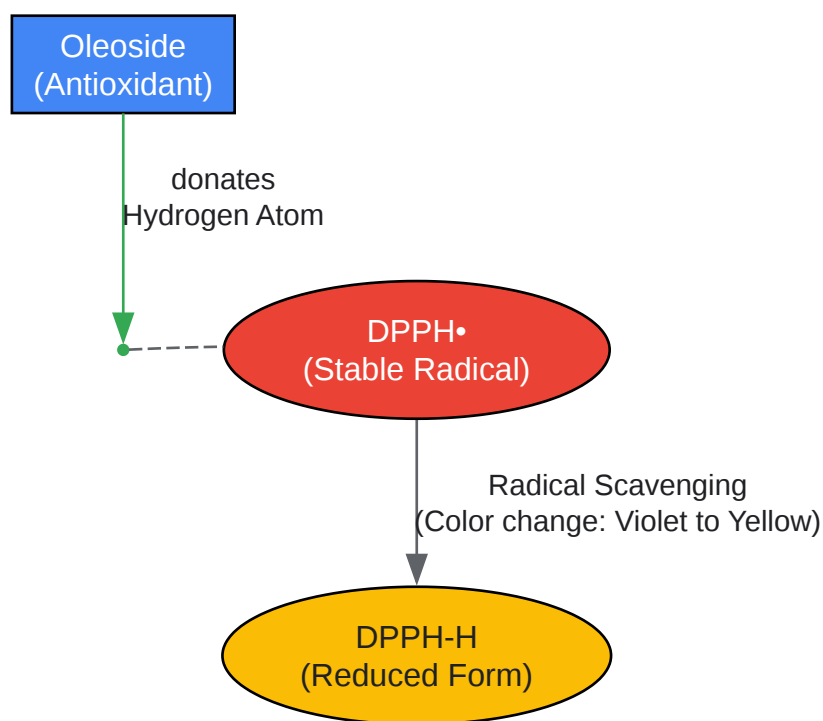 Oleoside
(Antioxidant)
donates
Hydrogen Atom
DPPH•
(Stable Radical)
Radical Scavenging
(Color change: Violet to Yellow)
DPPH-H
(Reduced Form)